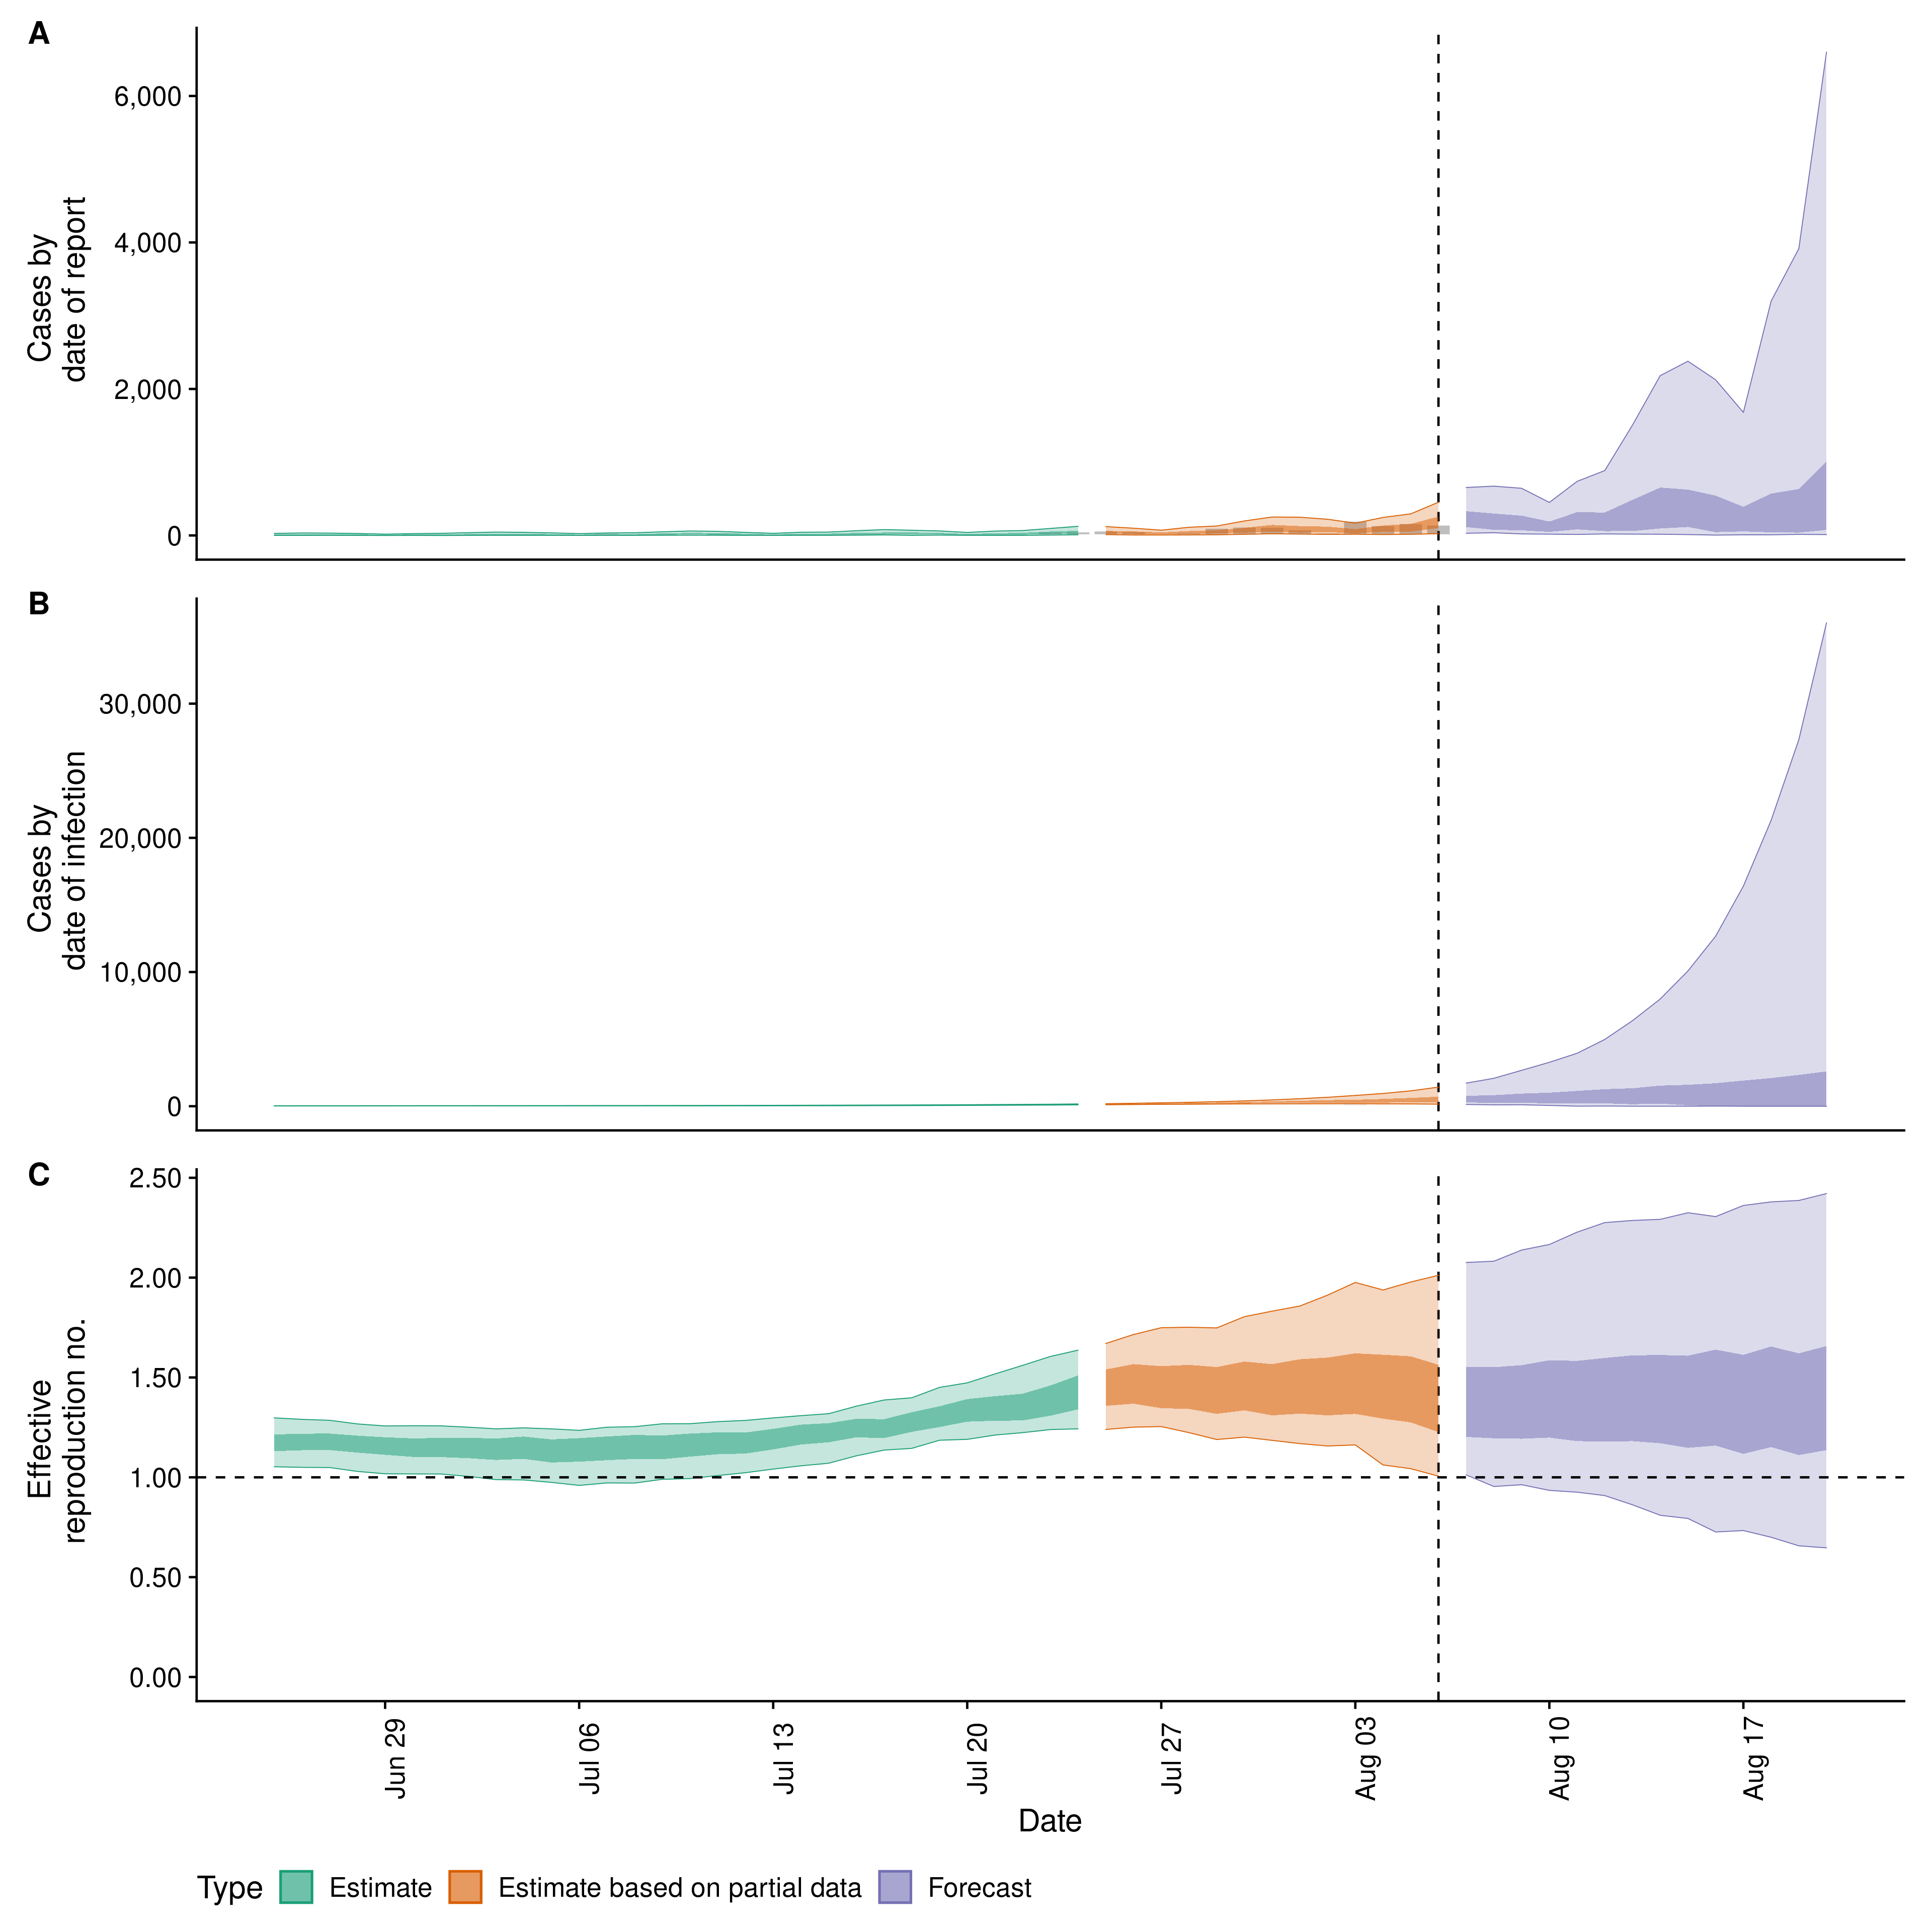 A
Cases by
date of report
6,000
4,000
2,000
0
B
Cases by
date of infection
30,000
20,000
10,000
0
C
Effective
reproduction no.
2.50
2.00
1.50
1.00
0.50
0.00
Jun 29
Jul 06
Jul 13
Jul 20
Jul 27
Aug 03
Aug 10
Aug 17
Date
Type Estimate Estimate based on partial data Forecast